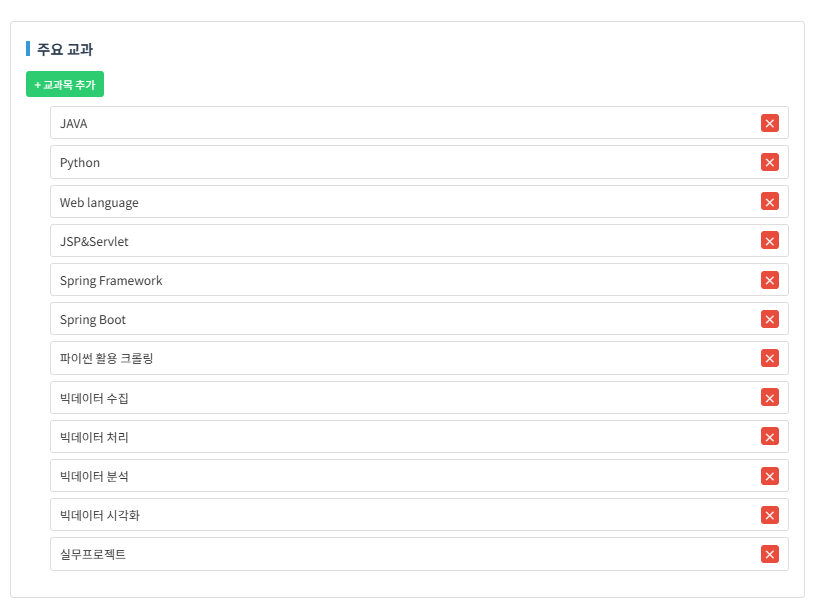 주요 교과
+ 교과목 추가
JAVA
Python
Web language
JSP&Servlet
Spring Framework
Spring Boot
파이썬 활용 크롤링
빅데이터 수집
빅데이터 처리
빅데이터 분석
빅데이터 시각화
실무프로젝트